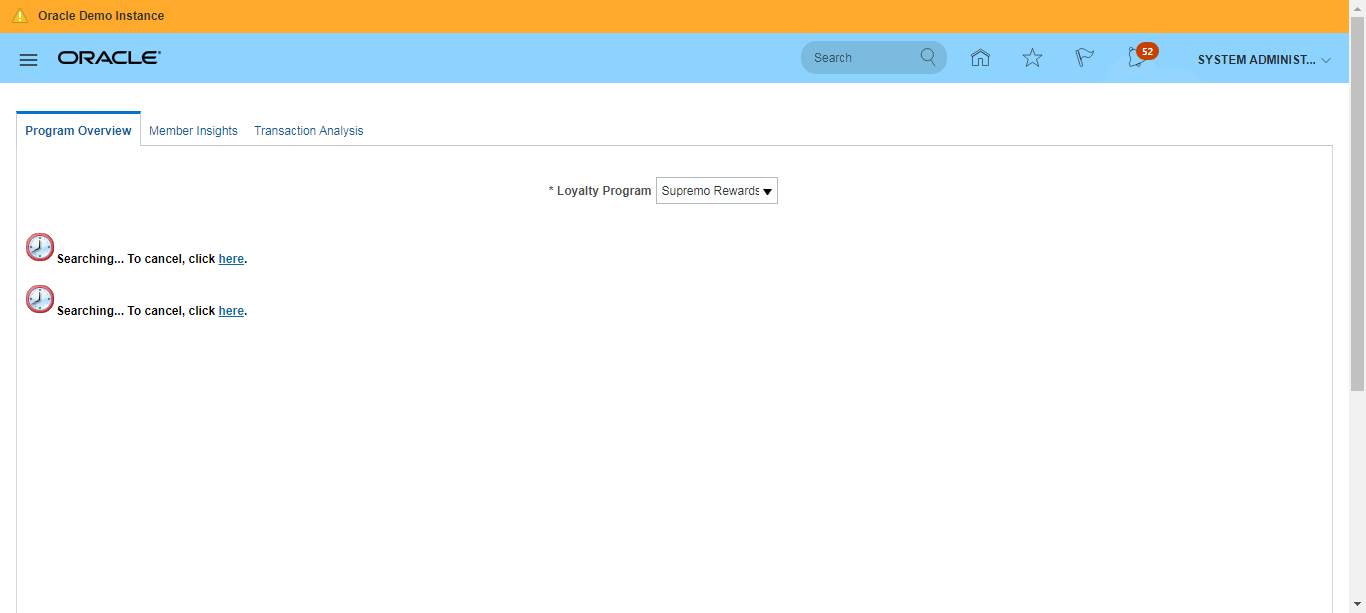 Oracle Demo Instance
ORACLE
Search
52
SYSTEM ADMINIST...
Program Overview
Member Insights
Transaction Analysis
* Loyalty Program
Supremo Rewards
Searching... To cancel, click here.
Searching... To cancel, click here.